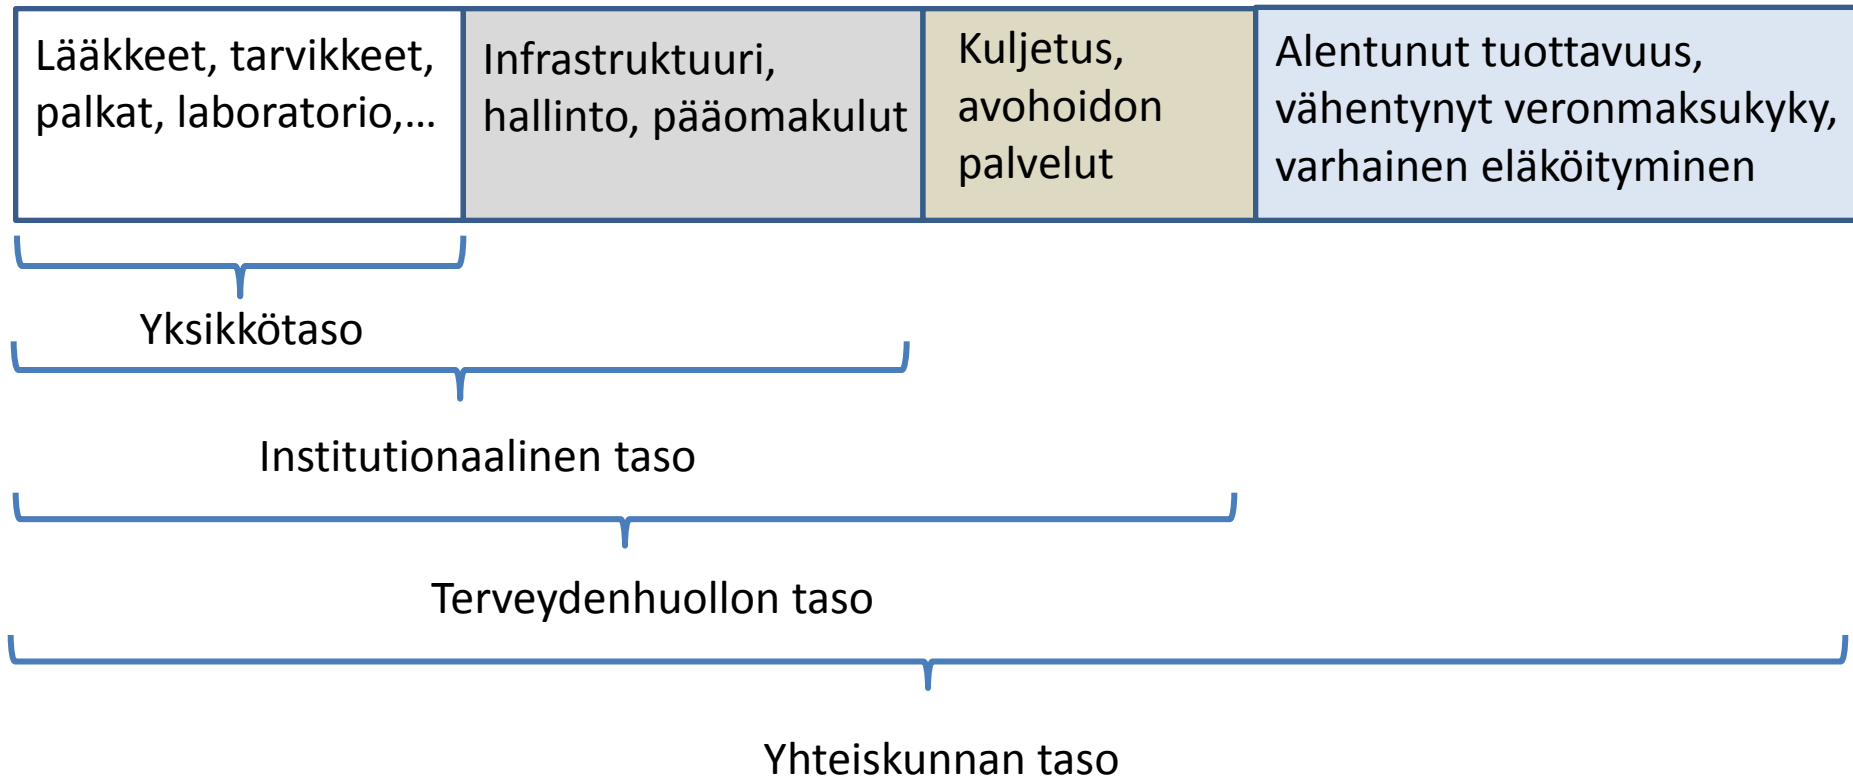 Lääkkeet, tarvikkeet,
palkat, laboratorio,...
Infrastruktuuri,
hallinto, pääomakulut
Kuljetus,
avohoidon
palvelut
Alentunut tuottavuus,
vähentynyt veronmaksukyky,
varhainen eläköityminen
Yksikkötaso
Institutionaalinen taso
Terveydenhuollon taso
Yhteiskunnan taso